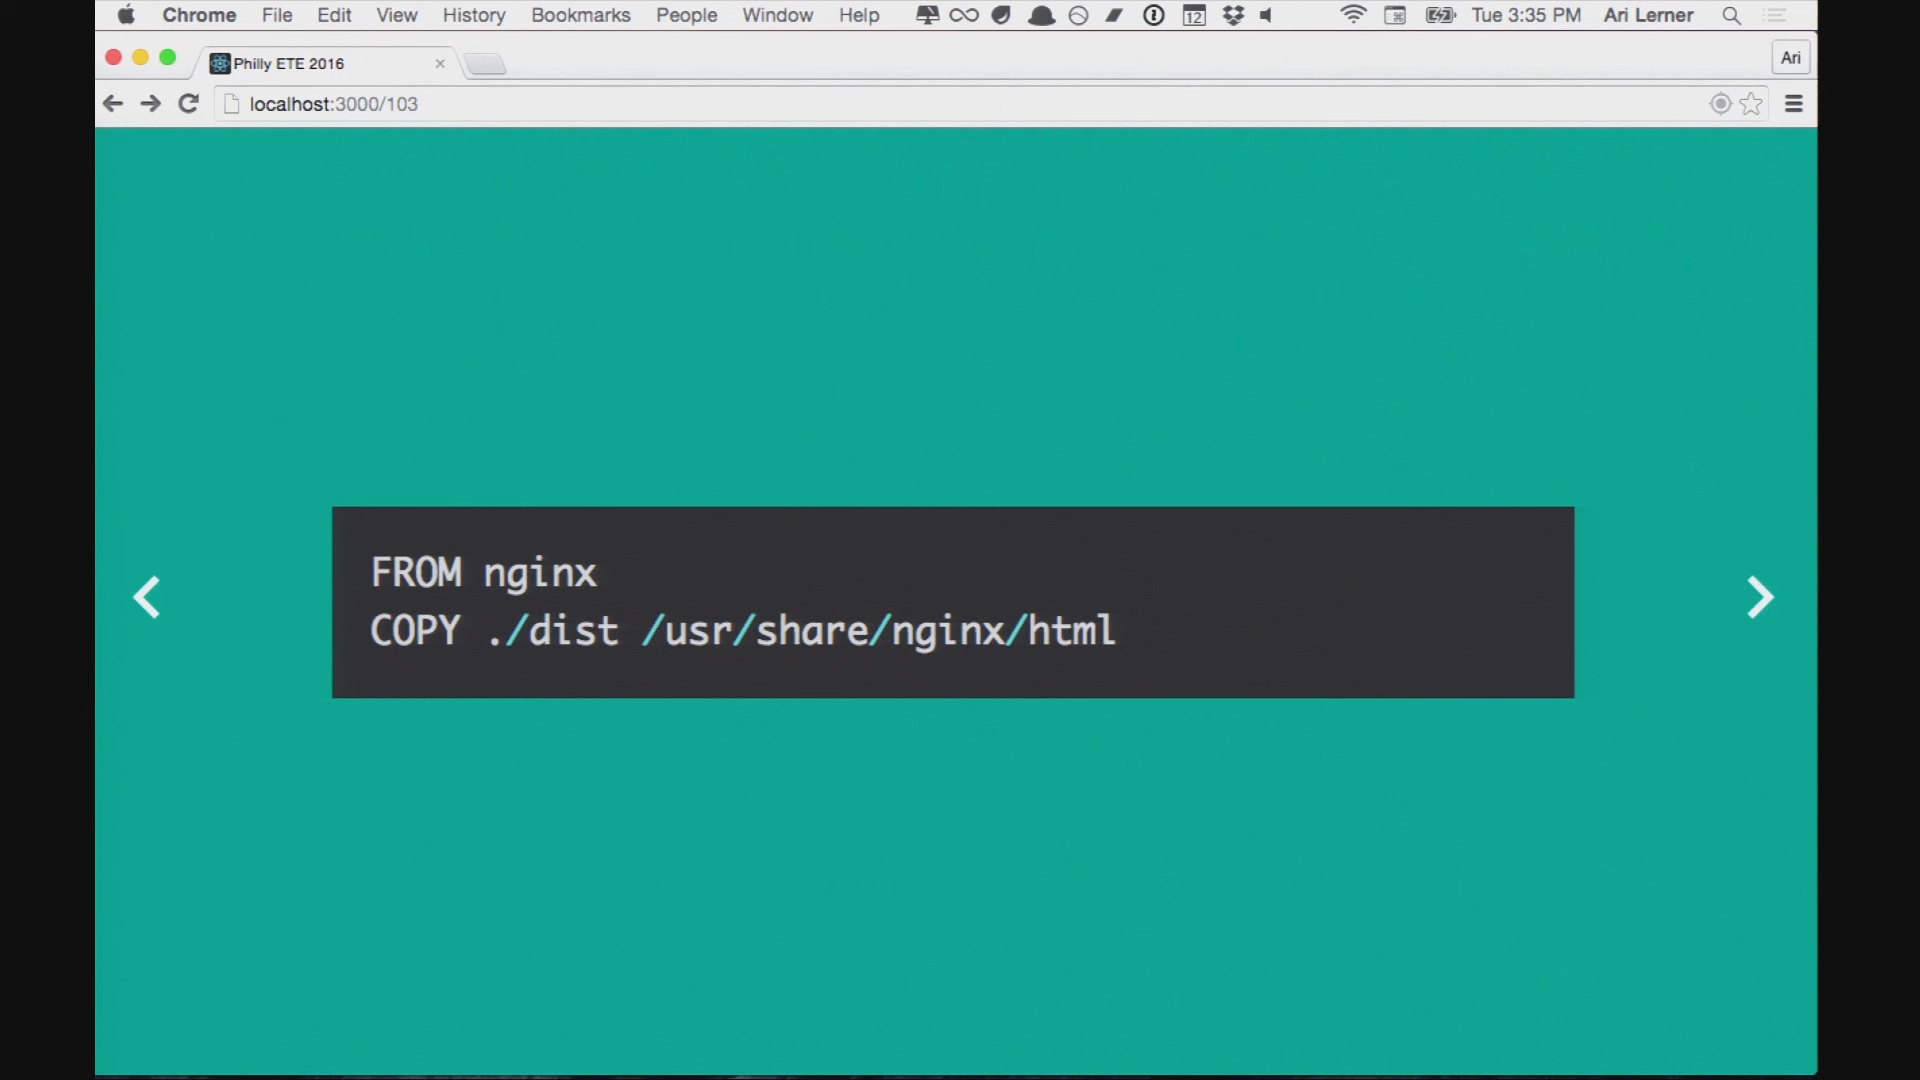 Chrome File Edit View History Bookmarks People Window Help 12 Tue 3:35 PM Ari Lerner
Philly ETE 2016 Ari
localhost:3000/103
FROM nginx
COPY ./dist /usr/share/nginx/html